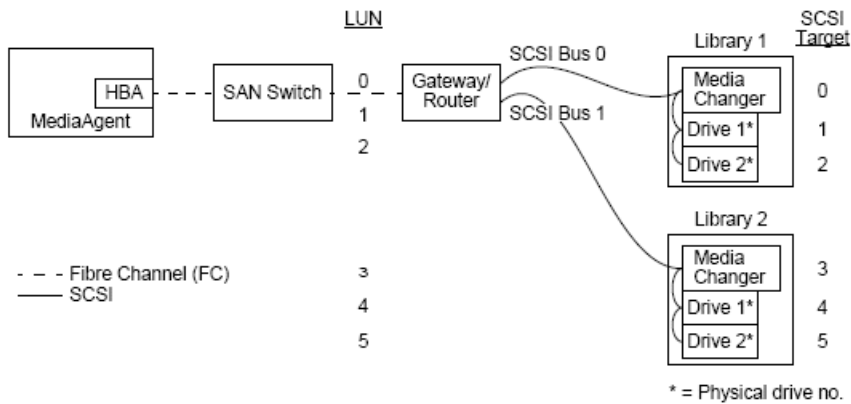 LUN
SCSI
Target
Library 1
SCSI Bus 0
HBA
MediaAgent
SAN Switch
0
1
2
Gateway/
Router
SCSI Bus 1
Media
Changer
0
Drive 1*
1
Drive 2*
2
Library 2
Media
Changer
3
Drive 1*
4
Drive 2*
5
- - - Fibre Channel (FC)
SCSI
3
4
5
* = Physical drive no.